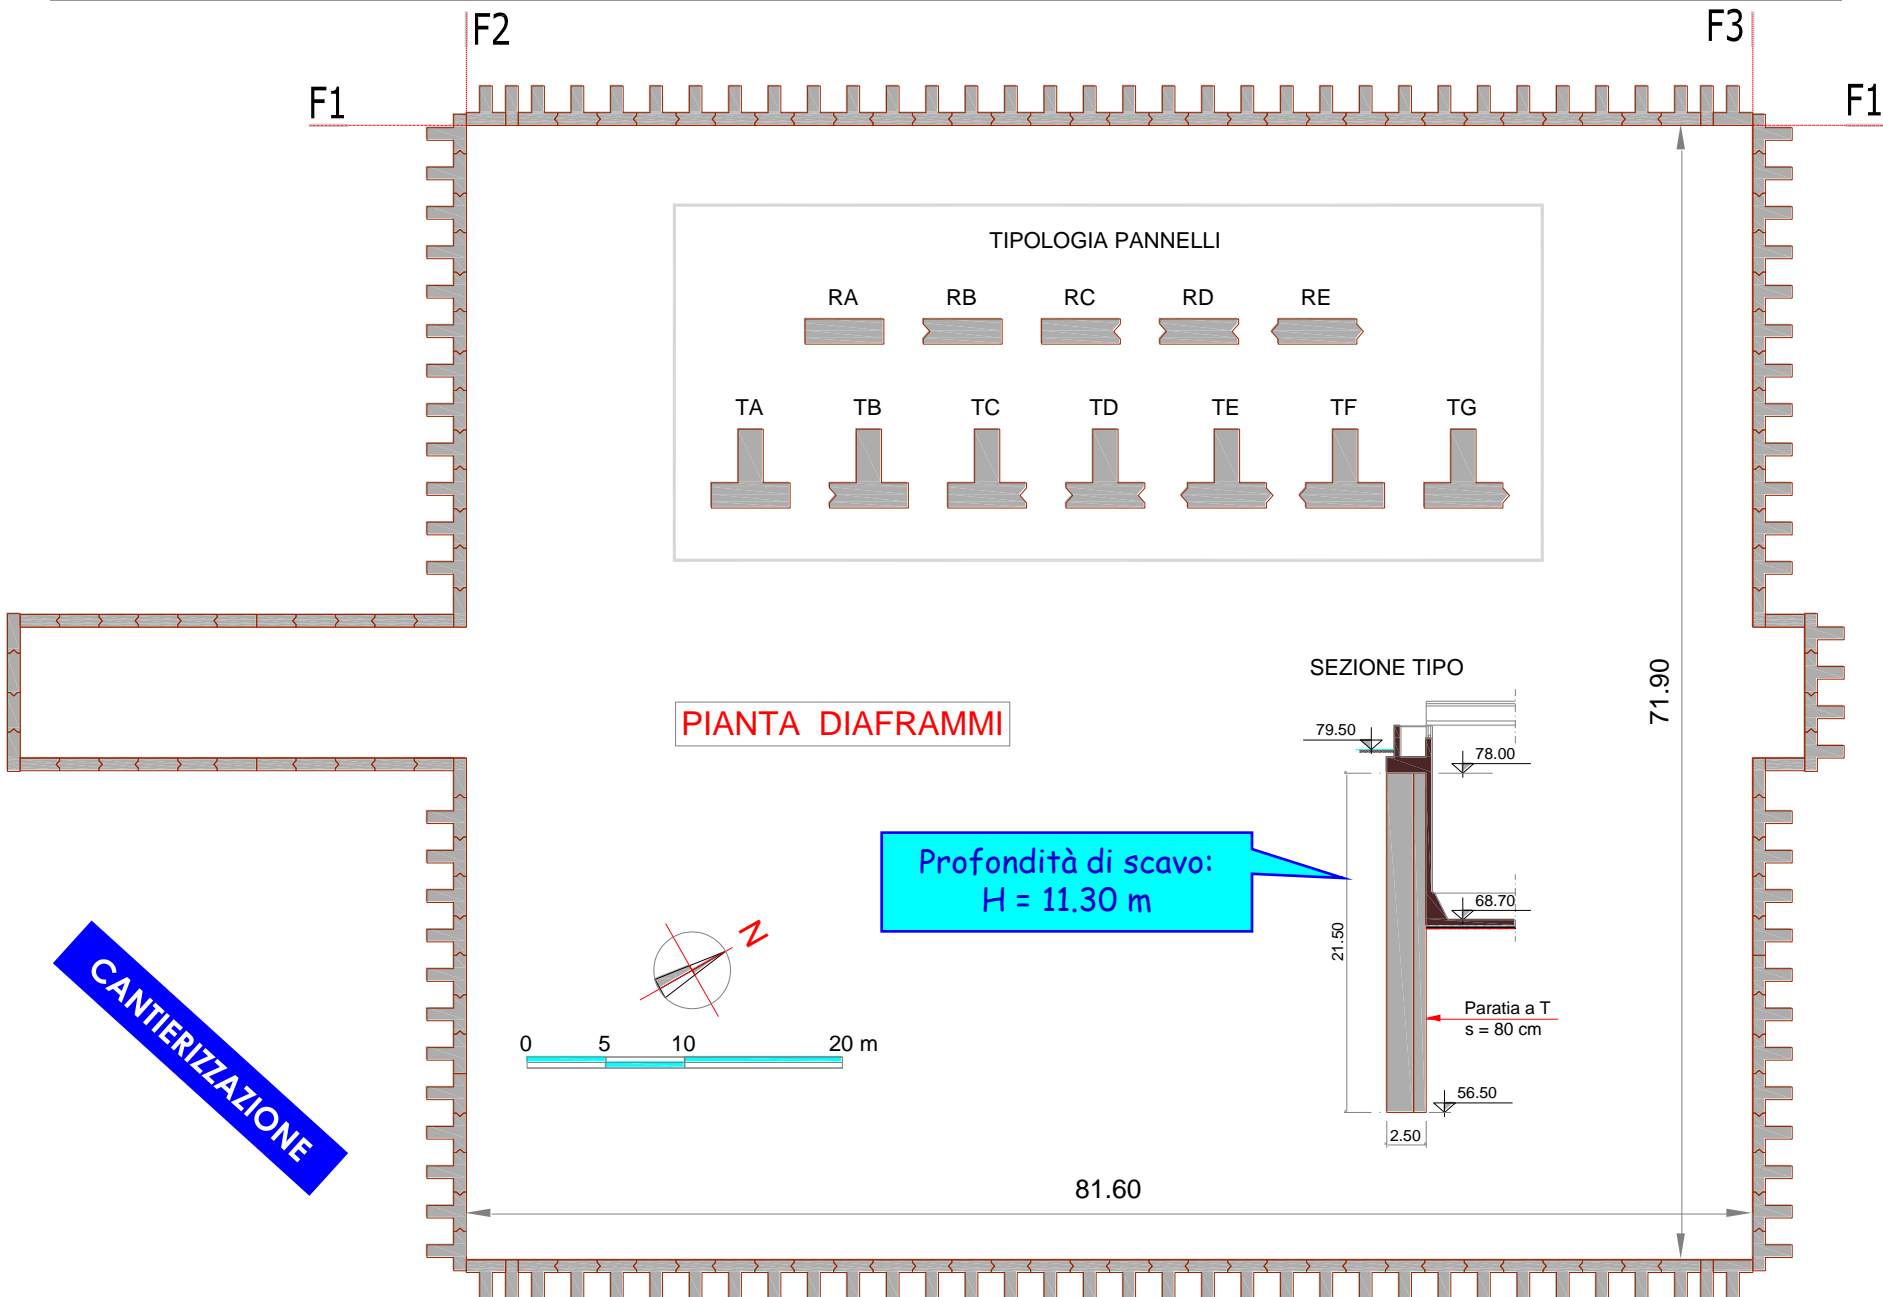 F2
F3
F1
F1
TIPOLOGIA PANNELLI
RA RB RC RD RE
TA TB TC TD TE TF TG
SEZIONE TIPO
71.90
PIANTA DIAFRAMMI
79.50
78.00
Profondità di scavo:
H = 11.30 m
68.70
21.50
N
CANTIERIZZAZIONE
Paratia a T
s = 80 cm
0 5 10 20 m
56.50
2.50
81.60